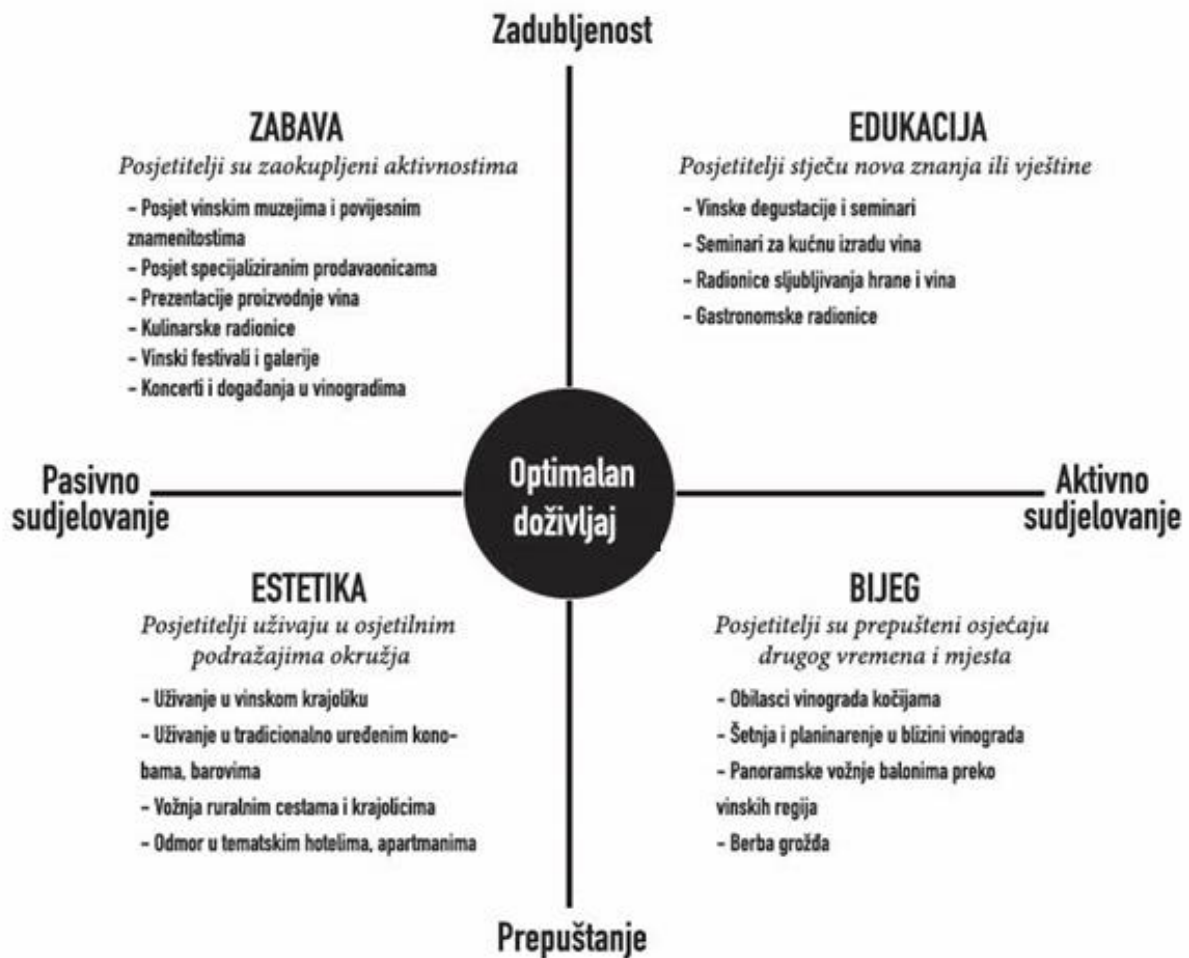 Zadubljenost
ZABAVA
Posjetitelji su zaokupljeni aktivnostima
– Posjet vinskim muzejima i povijesnim
znamenitostima
– Posjet specijaliziranim prodavaonicama
– Prezentacije proizvodnje vina
– Kulinarske radionice
– Vinski festivali i galerije
– Koncerti i događanja u vinogradima
EDUKACIJA
Posjetitelji stječu nova znanja ili vještine
– Vinske degustacije i seminari
– Seminari za kućnu izradu vina
– Radionice sljubljivanja hrane i vina
– Gastronomske radionice
Pasivno
sudjelovanje
Optimalan
doživljaj
Aktivno
sudjelovanje
ESTETIKA
Posjetitelji uživaju u osjetilnim
podražajima okružja
– Uživanje u vinskom krajoliku
– Uživanje u tradicionalno uređenim kono-
bama, barovima
– Vožnja ruralnim cestama i krajolicima
– Odmor u tematskim hotelima, apartmanima
BIJEG
Posjetitelji su prepušteni osjećaju
drugog vremena i mjesta
– Obilasci vinograda kočijama
– Šetnja i planinarenje u blizini vinograda
– Panoramske vožnje balonima preko
vinskih regija
– Berba grožđa
Prepuštanje